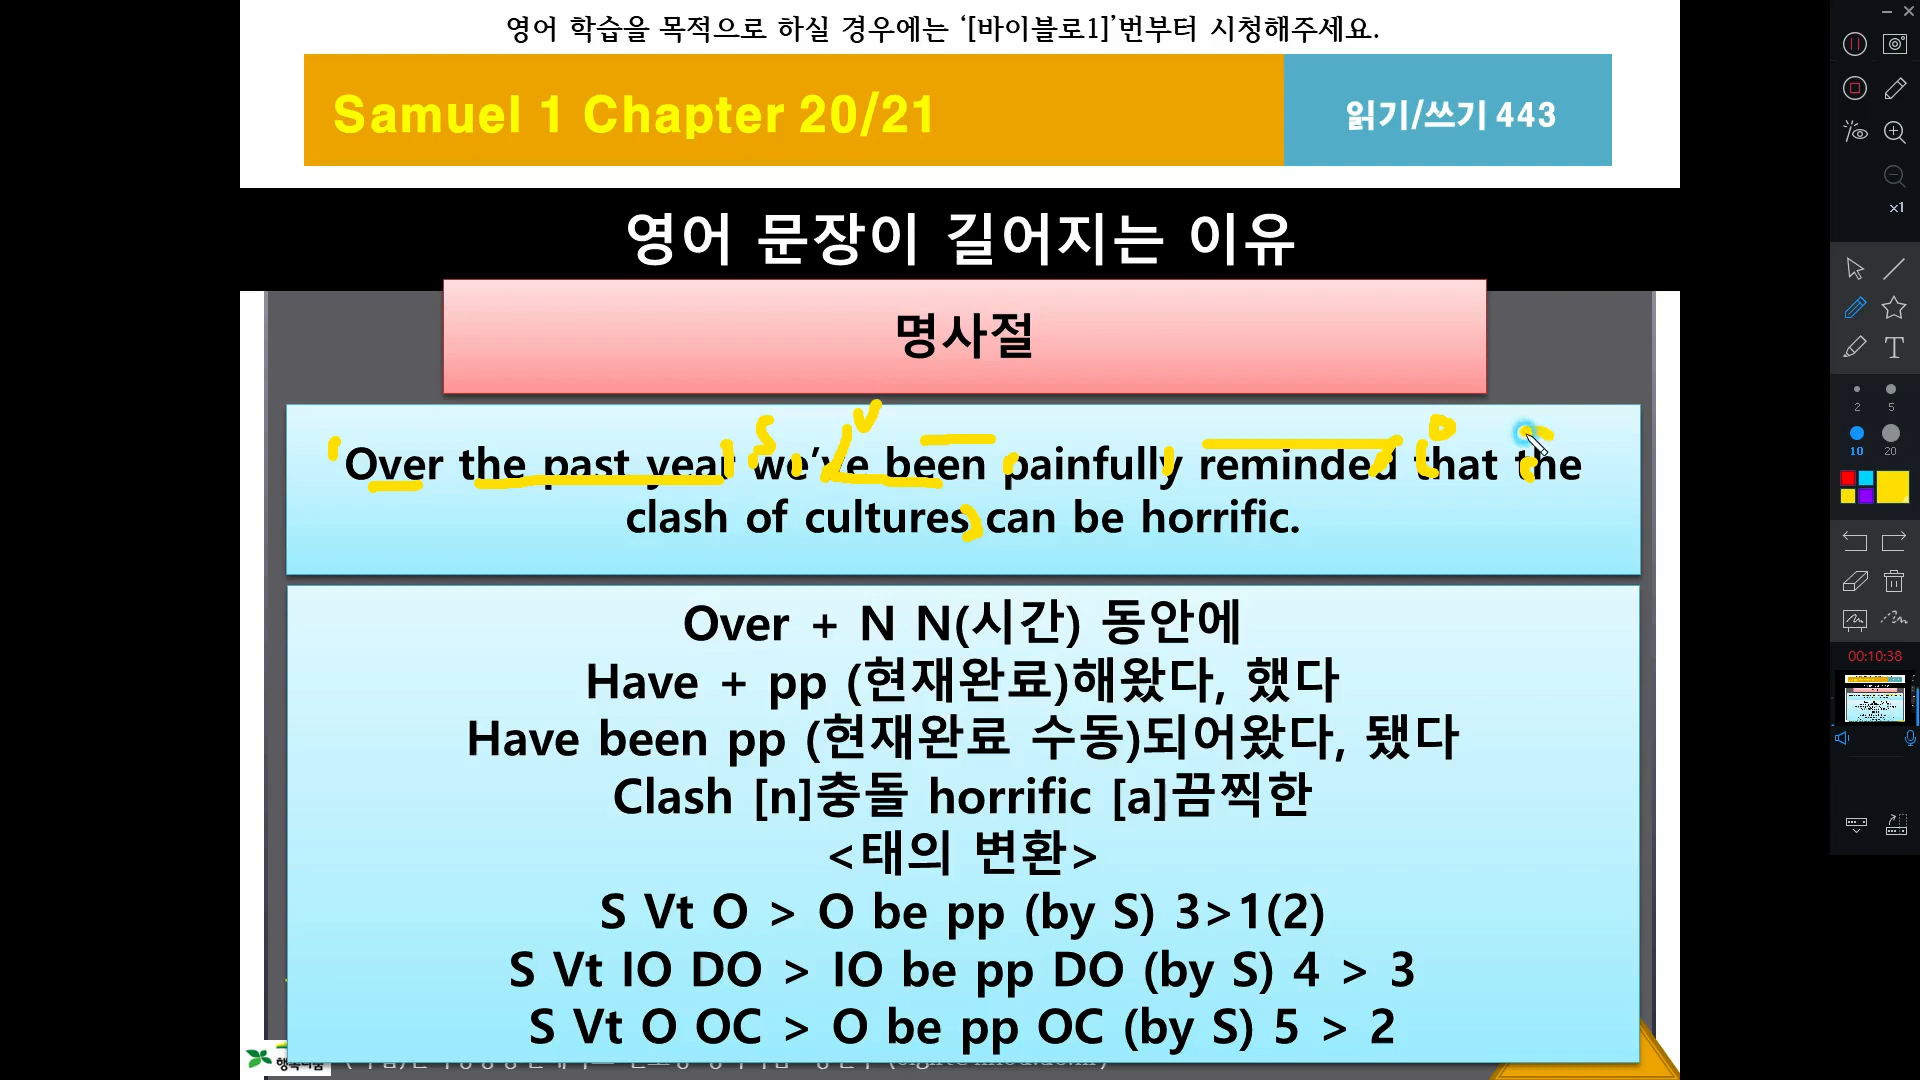 영어 학습을 목적으로 하실 경우에는 ‘[바이블로1]’번부터 시청해주세요.
Samuel 1 Chapter 20/21
읽기/쓰기 443
영어 문장이 길어지는 이유
명사절
S V O S
Over the past year we’ve been painfully reminded that the
clash of cultures can be horrific.
Over + N N(시간) 동안에
Have + pp (현재완료)해왔다, 했다
Have been pp (현재완료 수동)되어왔다, 됐다
Clash [n]충돌 horrific [a]끔찍한
<태의 변환>
S Vt O > O be pp (by S) 3>1(2)
S Vt IO DO > IO be pp DO (by S) 4 > 3
S Vt O OC > O be pp OC (by S) 5 > 2
x1
2 5
10 20
00:10:38